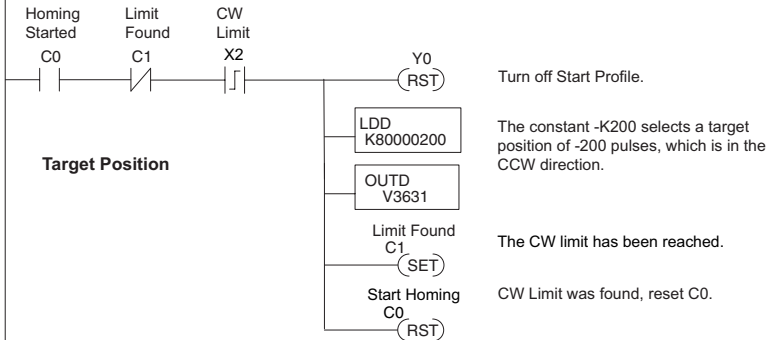 Homing Started
Limit Found
CW Limit
C0
C1
X2
Y0
RST
Turn off Start Profile.
LDD
K80000200
The constant -K200 selects a target
position of -200 pulses, which is in the
CCW direction.
Target Position
OUTD
V3631
Limit Found
C1
SET
The CW limit has been reached.
Start Homing
C0
RST
CW Limit was found, reset C0.